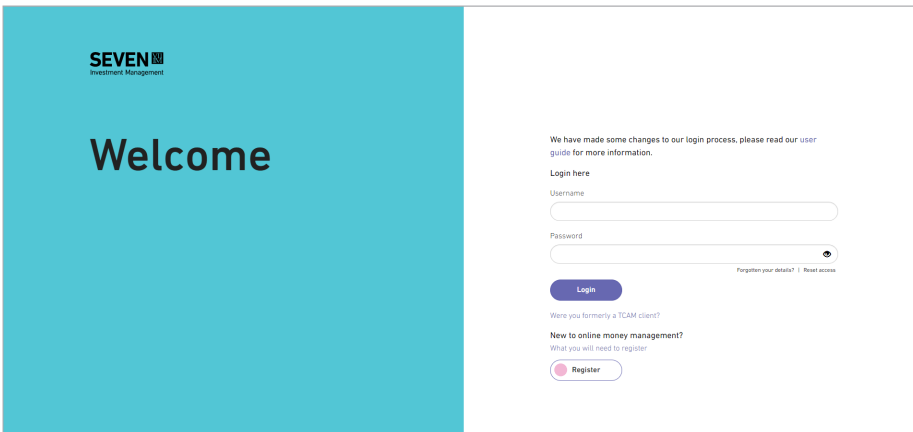 SEVEN
Investment Management
Welcome
We have made some changes to our login process, please read our user
guide for more information.
Login here
Username
Password
Forgotten your details? | Reset access
Login
Were you formerly a TCAM client?
New to online money management?
What you will need to register
Register